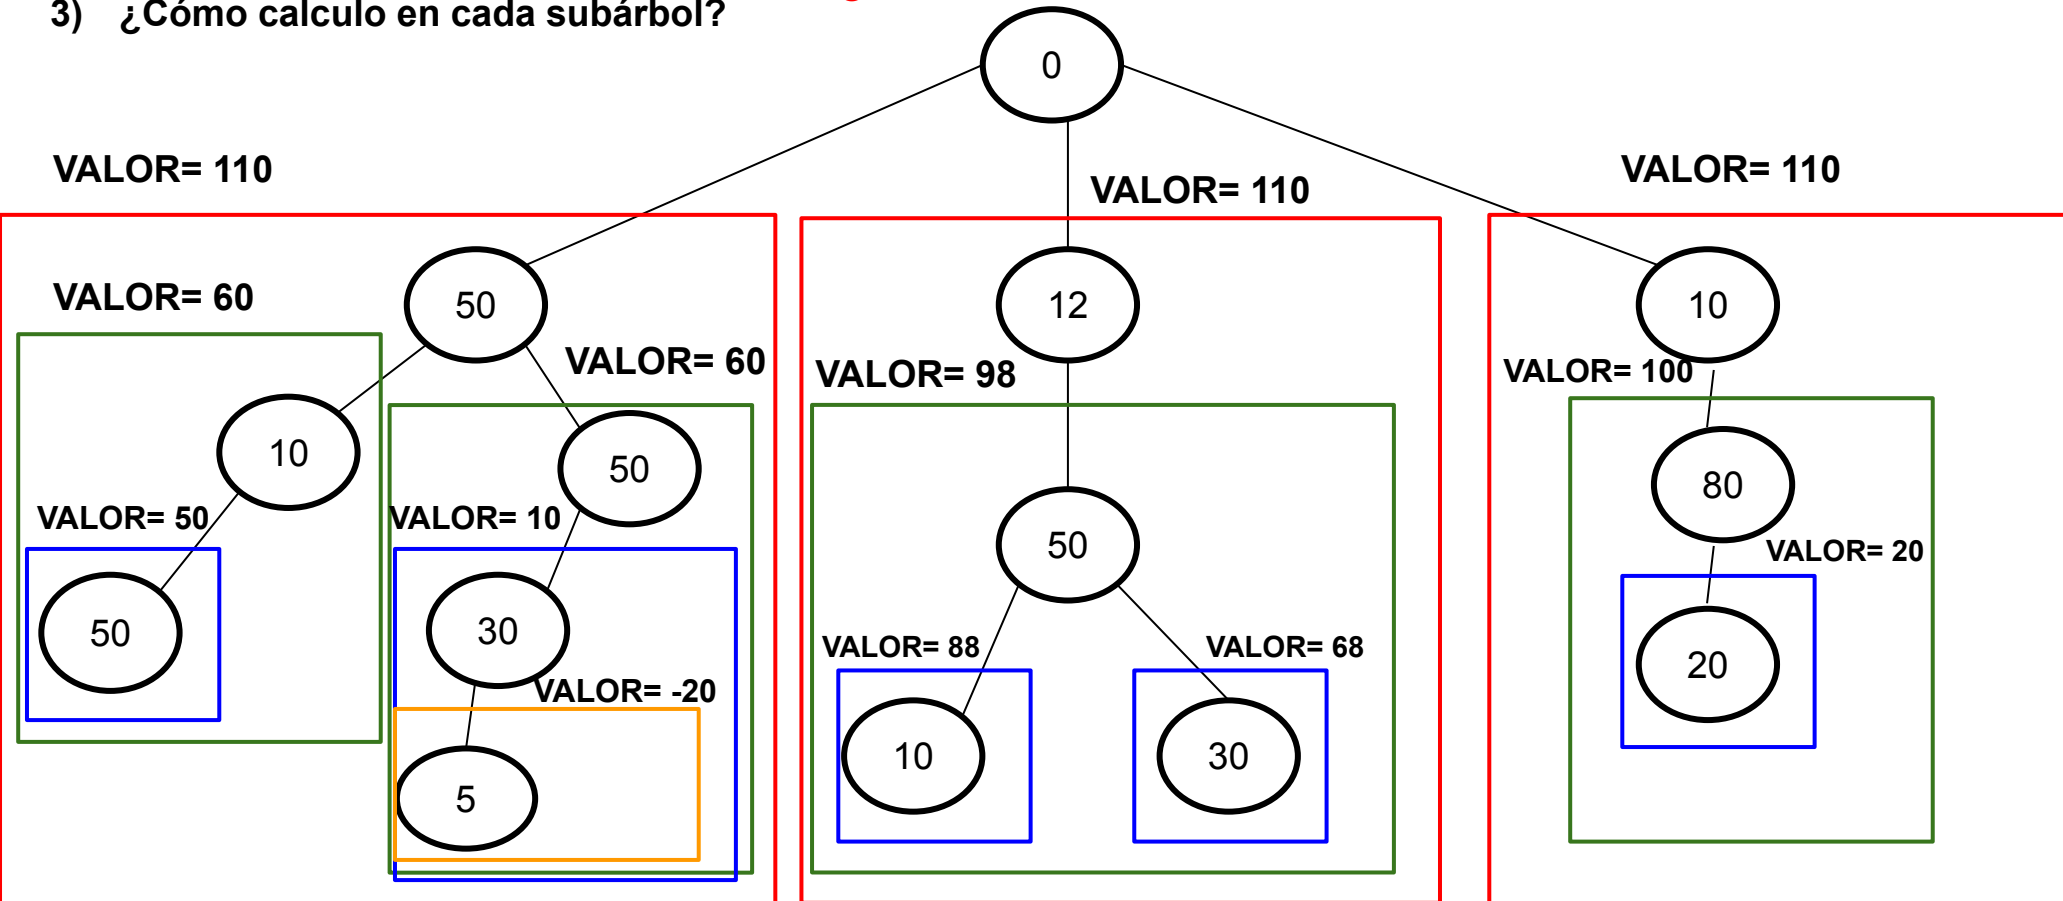 3) ¿Cómo calculo en cada subárbol?
0
VALOR= 110
VALOR= 110
VALOR= 110
50
12
10
VALOR= 60
VALOR= 60
VALOR= 98
VALOR= 100
10
50
80
VALOR= 50
VALOR= 10
50
VALOR= 20
50
30
VALOR= 88
VALOR= 68
20
VALOR= -20
10
30
5